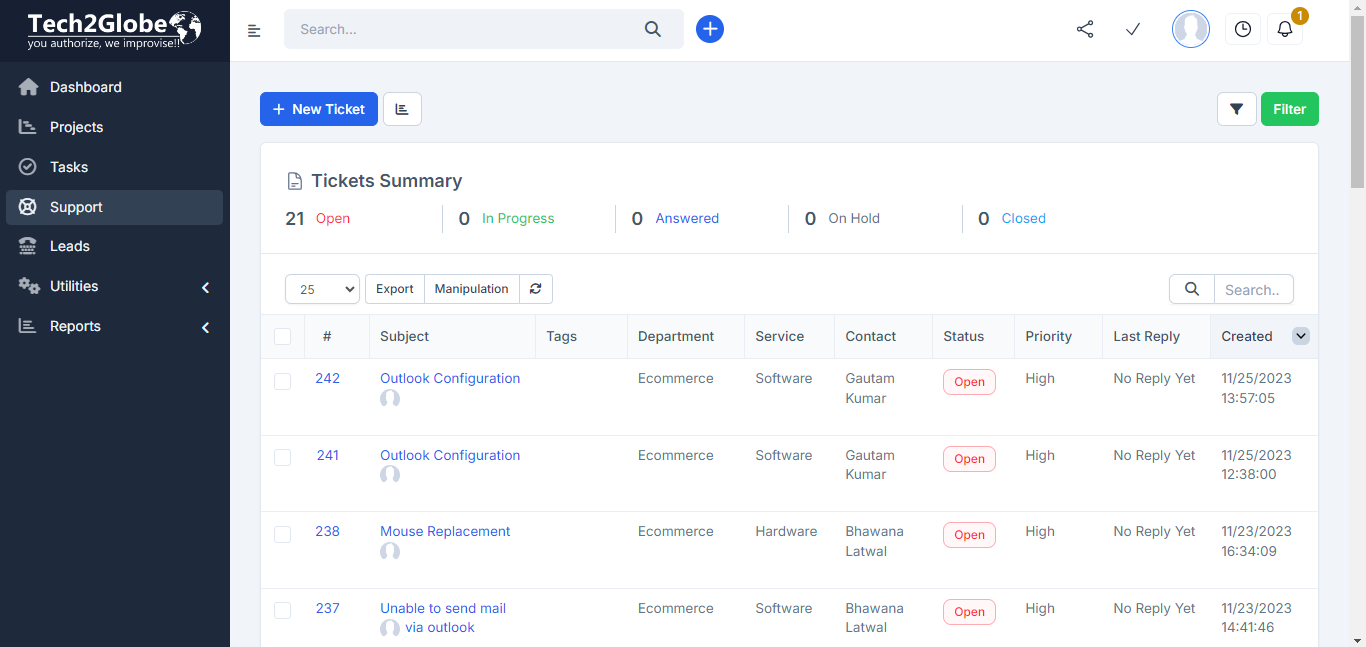 Tech2Globe
you authorize, we improvise!!
Search...
1
Dashboard
Projects
Tasks
Support
Leads
Utilities
Reports
New Ticket
Filter
Tickets Summary
21 Open 0 In Progress 0 Answered 0 On Hold 0 Closed
25 Export Manipulation Search..
# Subject Tags Department Service Contact Status Priority Last Reply Created
242 Outlook Configuration Ecommerce Software Gautam Open High No Reply Yet 11/25/2023
Kumar 13:57:05
241 Outlook Configuration Ecommerce Software Gautam Open High No Reply Yet 11/25/2023
Kumar 12:38:00
238 Mouse Replacement Ecommerce Hardware Bhawana Open High No Reply Yet 11/23/2023
Latwal 16:34:09
237 Unable to send mail Ecommerce Software Bhawana Open High No Reply Yet 11/23/2023
via outlook Latwal 14:41:46